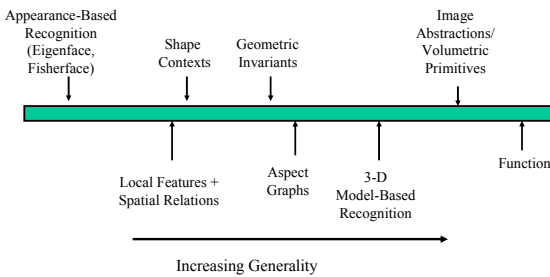 Appearance-Based
Recognition
(Eigenface,
Fisherface)
Shape
Contexts
Geometric
Invariants
Image
Abstractions/
Volumetric
Primitives
Local Features +
Spatial Relations
Aspect
Graphs
3-D
Model-Based
Recognition
Function
Increasing Generality